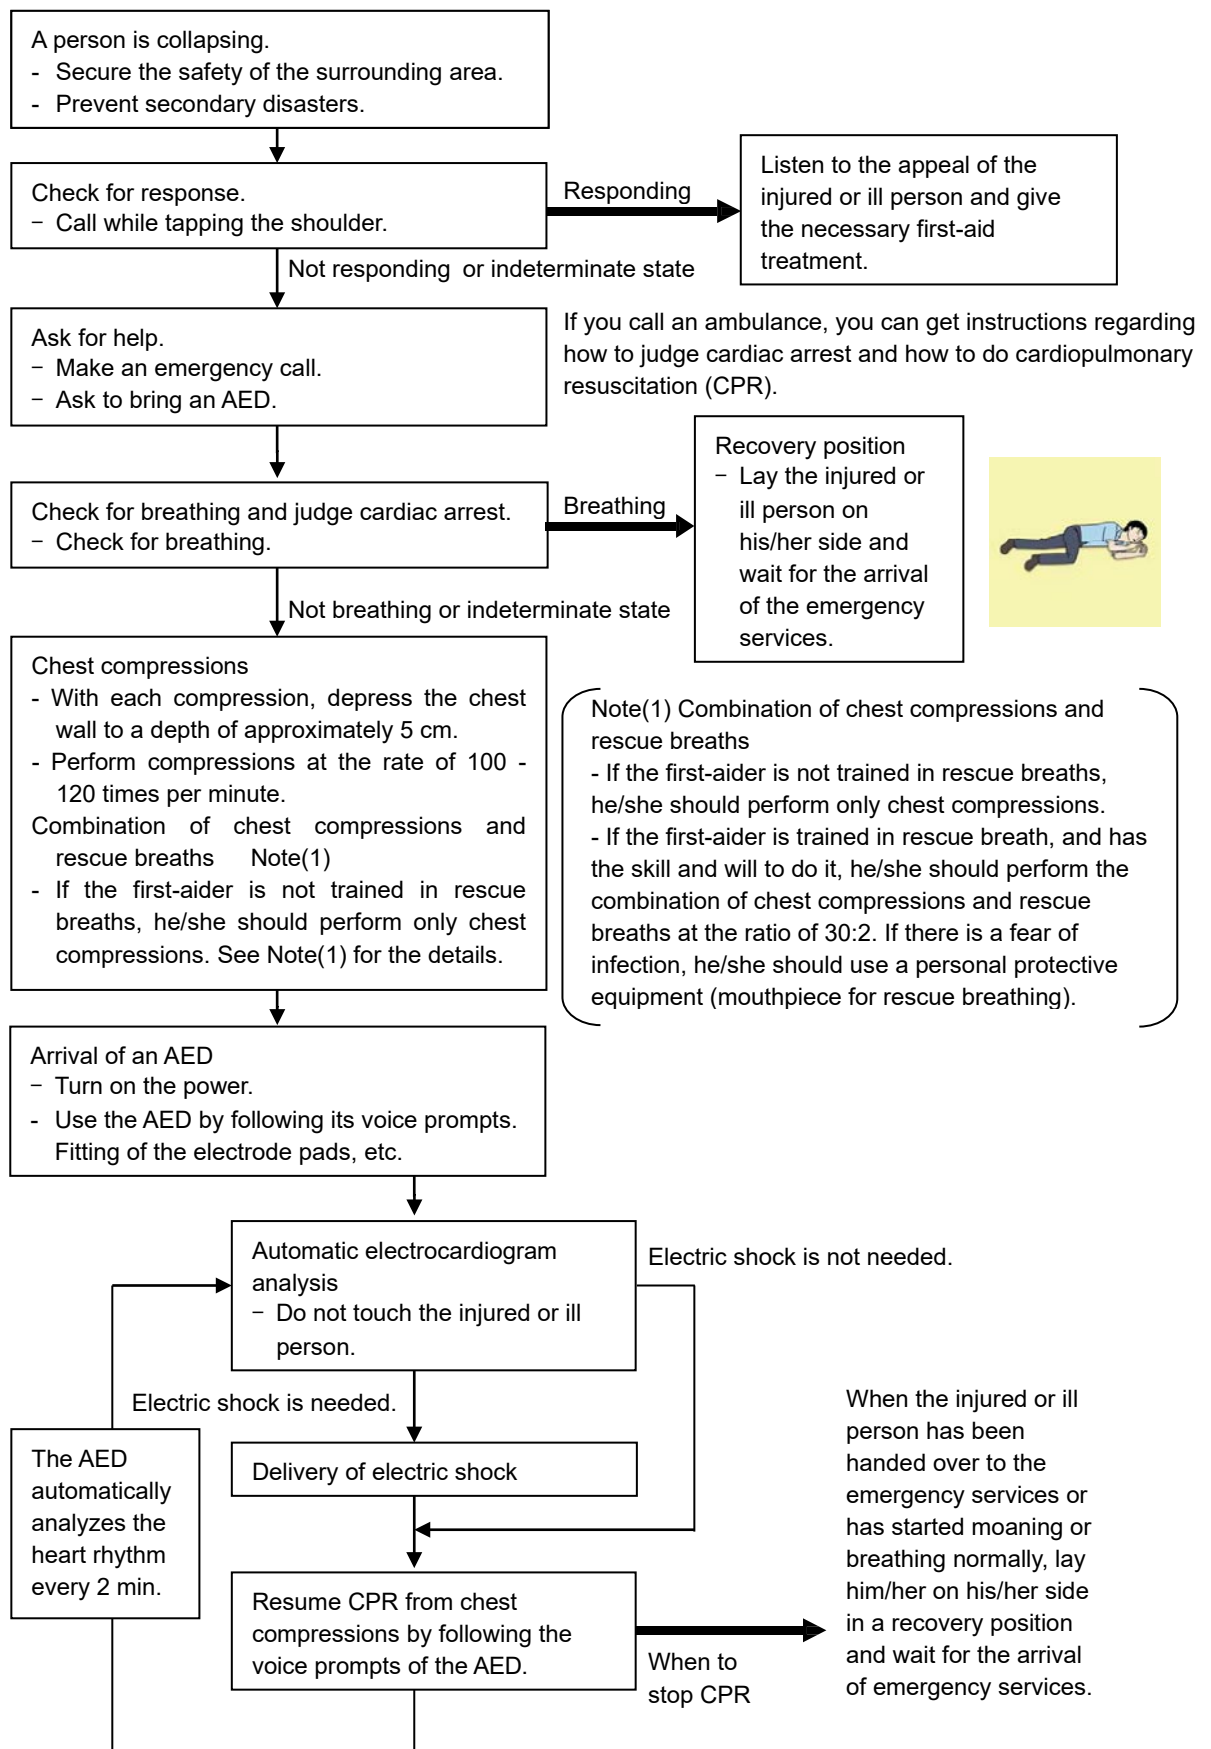 A person is collapsing.
- Secure the safety of the surrounding area.
- Prevent secondary disasters.
Check for response.
− Call while tapping the shoulder.
Responding
Listen to the appeal of the
injured or ill person and give
the necessary first-aid
treatment.
Not responding or indeterminate state
Ask for help.
− Make an emergency call.
− Ask to bring an AED.
If you call an ambulance, you can get instructions regarding
how to judge cardiac arrest and how to do cardiopulmonary
resuscitation (CPR).
Check for breathing and judge cardiac arrest.
− Check for breathing.
Breathing
Recovery position
− Lay the injured or
ill person on
his/her side and
wait for the arrival
of the emergency
services.
Not breathing or indeterminate state
Chest compressions
- With each compression, depress the chest
wall to a depth of approximately 5 cm.
- Perform compressions at the rate of 100 -
120 times per minute.
Combination of chest compressions and
rescue breaths Note(1)
- If the first-aider is not trained in rescue
breaths, he/she should perform only chest
compressions. See Note(1) for the details.
Note(1) Combination of chest compressions and
rescue breaths
- If the first-aider is not trained in rescue breaths,
he/she should perform only chest compressions.
- If the first-aider is trained in rescue breath, and has
the skill and will to do it, he/she should perform the
combination of chest compressions and rescue
breaths at the ratio of 30:2. If there is a fear of
infection, he/she should use a personal protective
equipment (mouthpiece for rescue breathing).
Arrival of an AED
− Turn on the power.
- Use the AED by following its voice prompts.
Fitting of the electrode pads, etc.
Automatic electrocardiogram
analysis
− Do not touch the injured or ill
person.
Electric shock is not needed.
Electric shock is needed.
The AED
automatically
analyzes the
heart rhythm
every 2 min.
Delivery of electric shock
Resume CPR from chest
compressions by following the
voice prompts of the AED.
When to
stop CPR
When the injured or ill
person has been
handed over to the
emergency services or
has started moaning or
breathing normally, lay
him/her on his/her side
in a recovery position
and wait for the arrival
of emergency services.